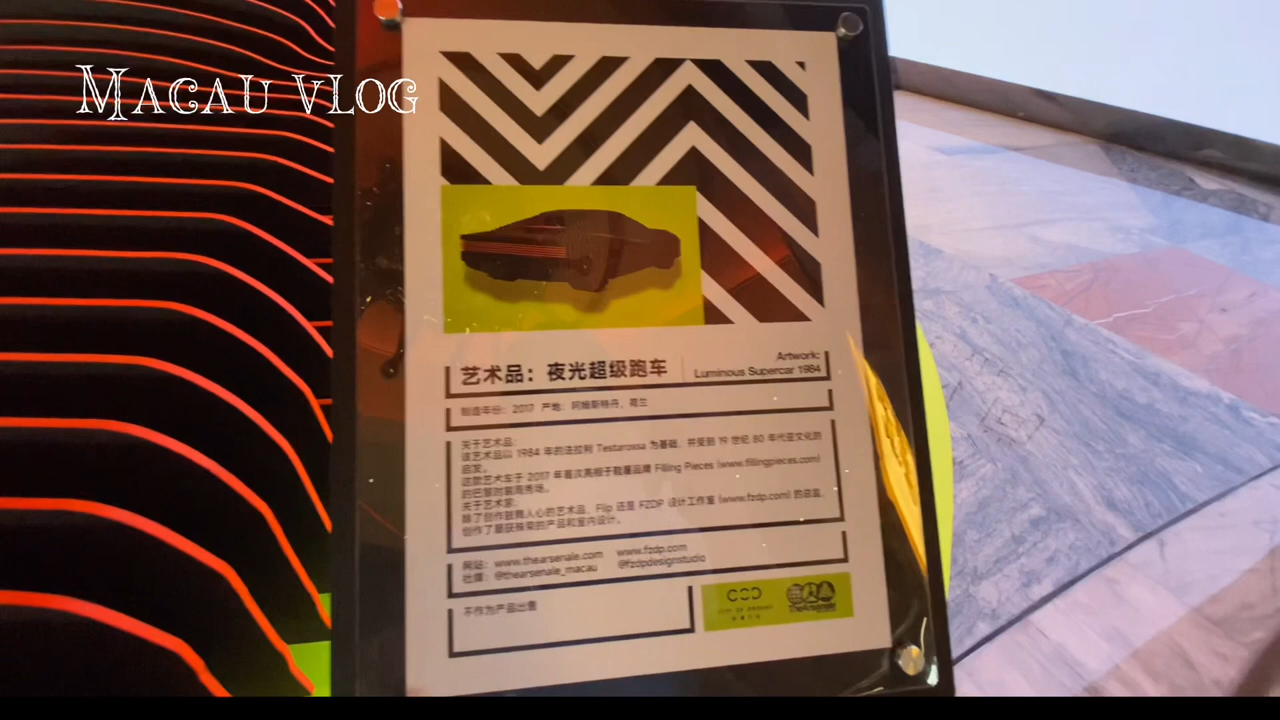 MACAU VLOG
艺术品：夜光超级跑车
Artwork:
Luminous Supercar 1984
制造年份：2017 产地：阿姆斯特丹，荷兰
关于艺术品：
该艺术品以 1984 年的法拉利 Testarossa 为基础，并受到 19 世纪 80 年代亚文化的
启发。
这款艺术车于 2017 年首次亮相于鞋履品牌 Filling Pieces (www.fillingpieces.com)
的巴黎时装周秀场。
关于艺术家：
除了创作鼓舞人心的艺术品，Flip 还是 FZDP 设计工作室 (www.fzdp.com) 的总监，
创作了屡获殊荣的产品和室内设计。
网站：www.thearsenale.com www.fzdp.com
社媒：@thearsenale_macau @fzdpdesignstudio
不作为产品出售
CITY OF DREAMS
TheArsenale